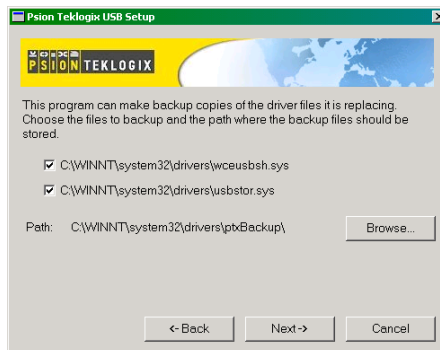 Psion Teklogix USB Setup
PSION TEKLOGIX
This program can make backup copies of the driver files it is replacing.
Choose the files to backup and the path where the backup files should be
stored.
C:\WINNT\system32\drivers\wceusbsh.sys
C:\WINNT\system32\drivers\usbstor.sys
Path: C:\WINNT\system32\drivers\ptxBackup\
Browse...
<-Back
Next->
Cancel